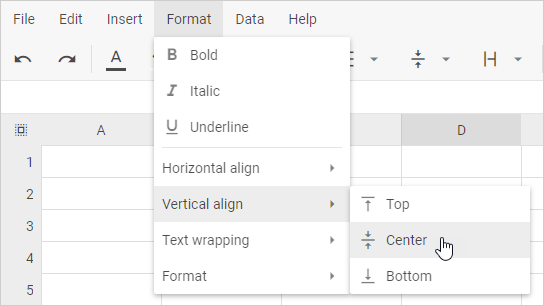 File Edit Insert Format Data Help
A
B Bold
I Italic
U Underline
A D
Horizontal align
1
2 Vertical align Top
3 Text wrapping Center
4 Format Bottom
5